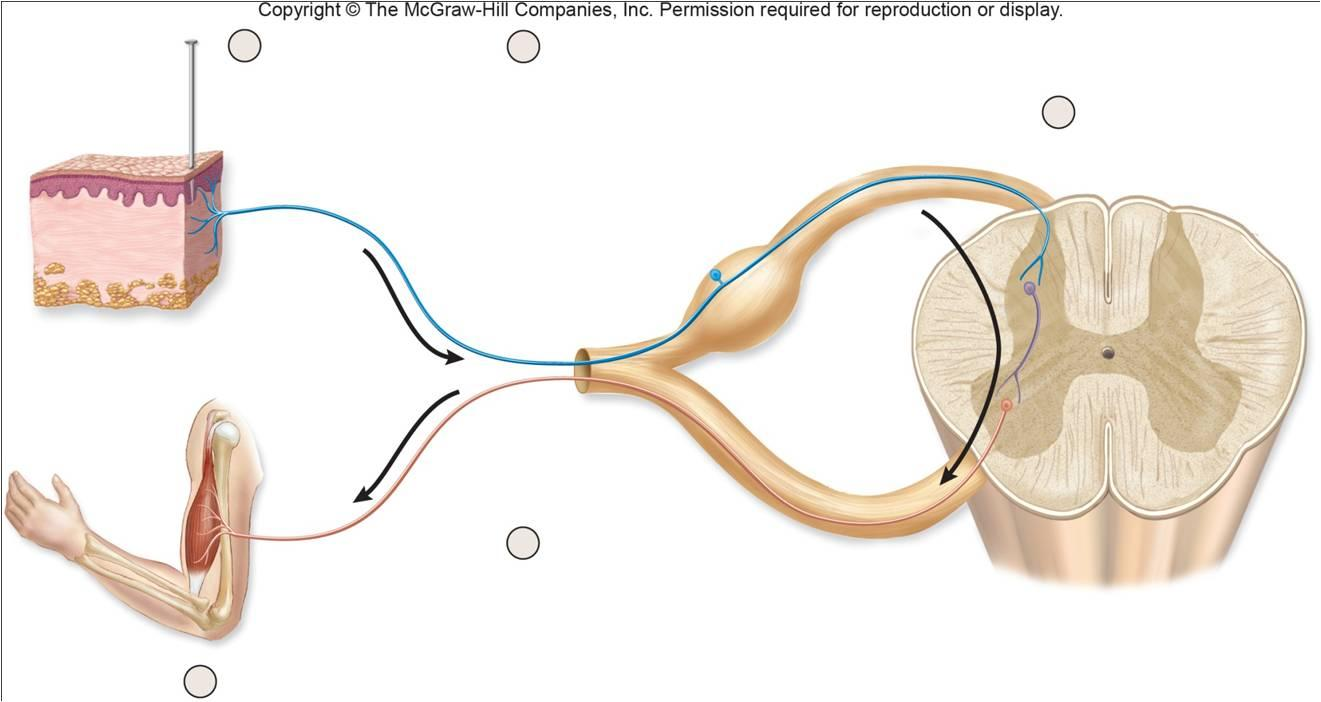 Copyright © The McGraw-Hill Companies, Inc. Permission required for reproduction or display.